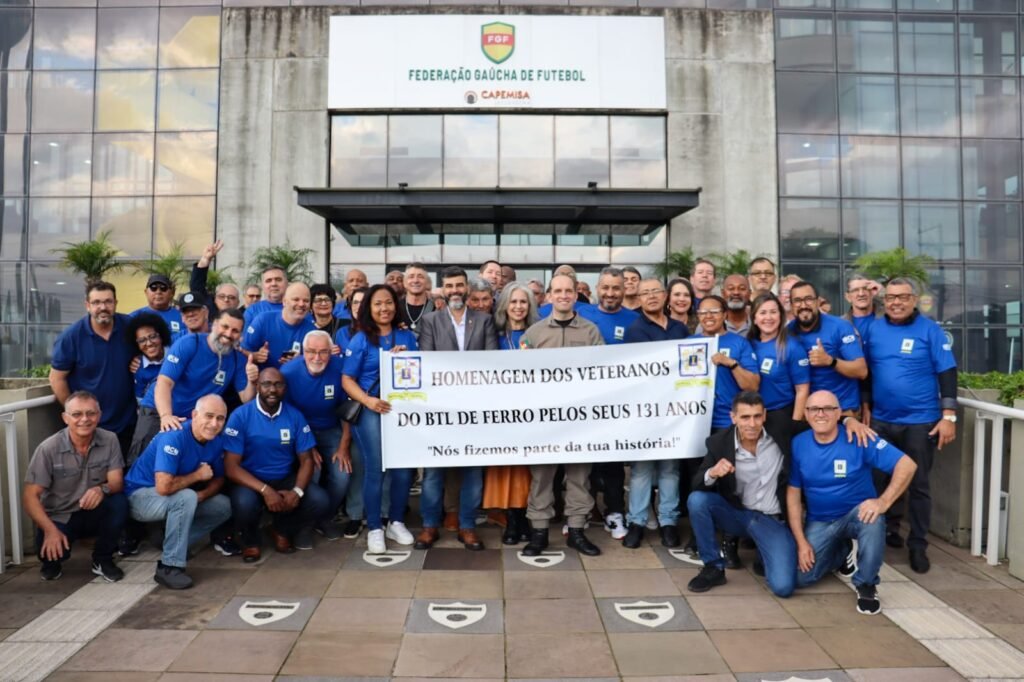 FGF
FEDERAÇÃO GAÚCHA DE FUTEBOL
CAPEMISA
HOMENAGEM DOS VETERANOS
DO BTL DE FERRO PELOS SEUS 131 ANOS
"Nós fizemos parte da tua história!"